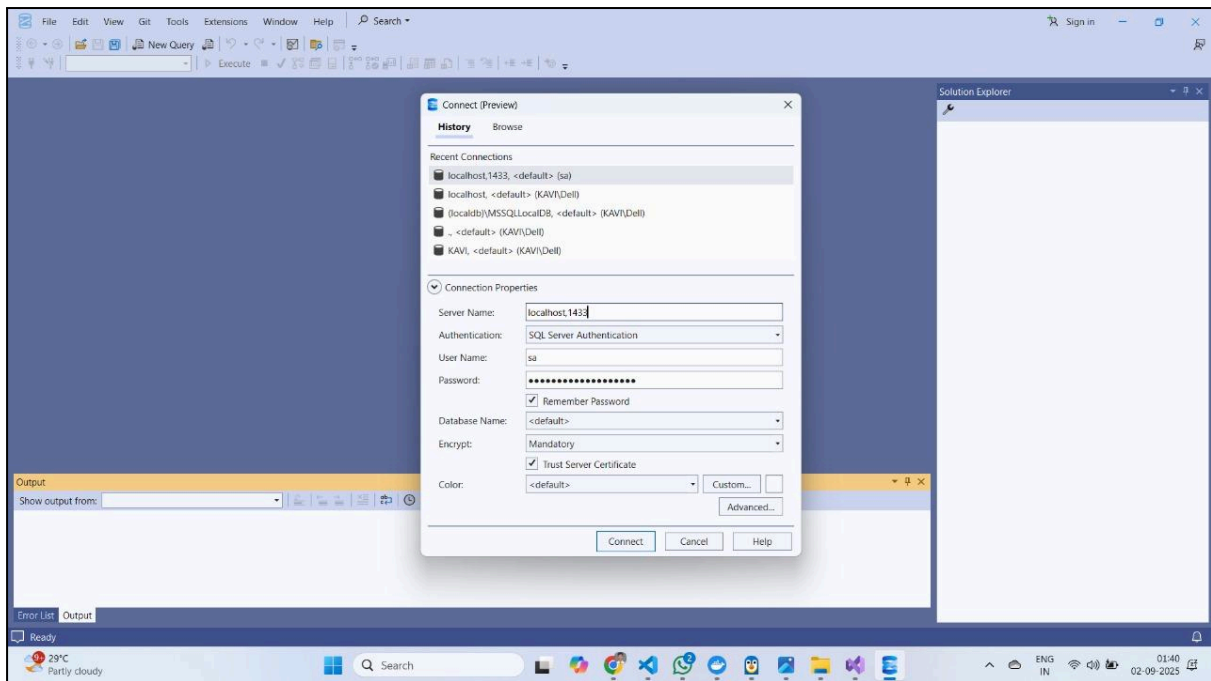 File Edit View Git Tools Extensions Window Help Search Sign in
New Query
Execute
Connect (Preview)
Solution Explorer
History Browse
Recent Connections
localhost,1433, <default> (sa)
localhost, <default> (KAVI\Dell)
(localdb)\MSSQLLocalDB, <default> (KAVI\Dell)
., <default> (KAVI\Dell)
KAVI, <default> (KAVI\Dell)
Connection Properties
Server Name: localhost,1433
Authentication: SQL Server Authentication
User Name: sa
Password: •••••••••••••••••••
Remember Password
Database Name: <default>
Encrypt: Mandatory
Trust Server Certificate
Color: <default> Custom...
Advanced...
Connect Cancel Help
Output
Show output from:
Error List Output
Ready
9+ 29°C
Partly cloudy
Search
ENG
IN
01:40
02-09-2025